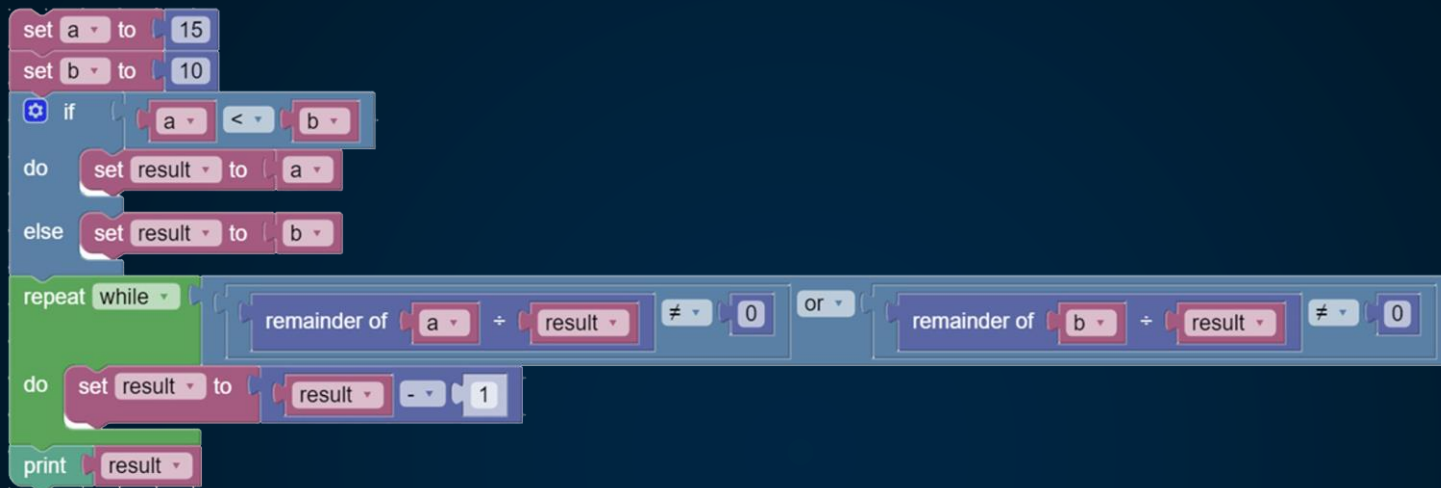 set a to 15
set b to 10
if a < b
do set result to a
else set result to b
repeat while remainder of a ÷ result ≠ 0 or remainder of b ÷ result ≠ 0
do set result to result - 1
print result